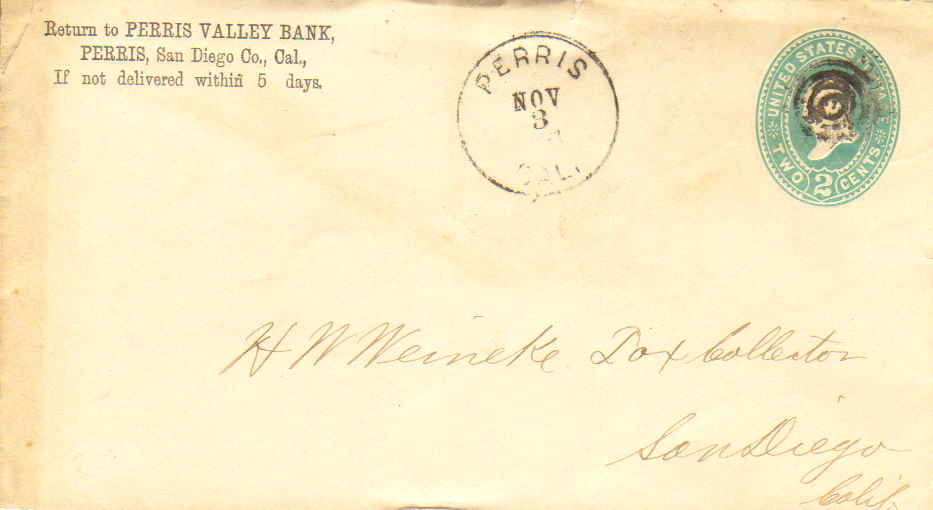 Return to PERRIS VALLEY BANK,
PERRIS, San Diego Co., Cal.,
If not delivered within 5 days.
PERRIS
NOV
3
CAL.
UNITED STATES
TWO 2 CENTS
H W Weineke Tax Collector
San Diego
Calif.